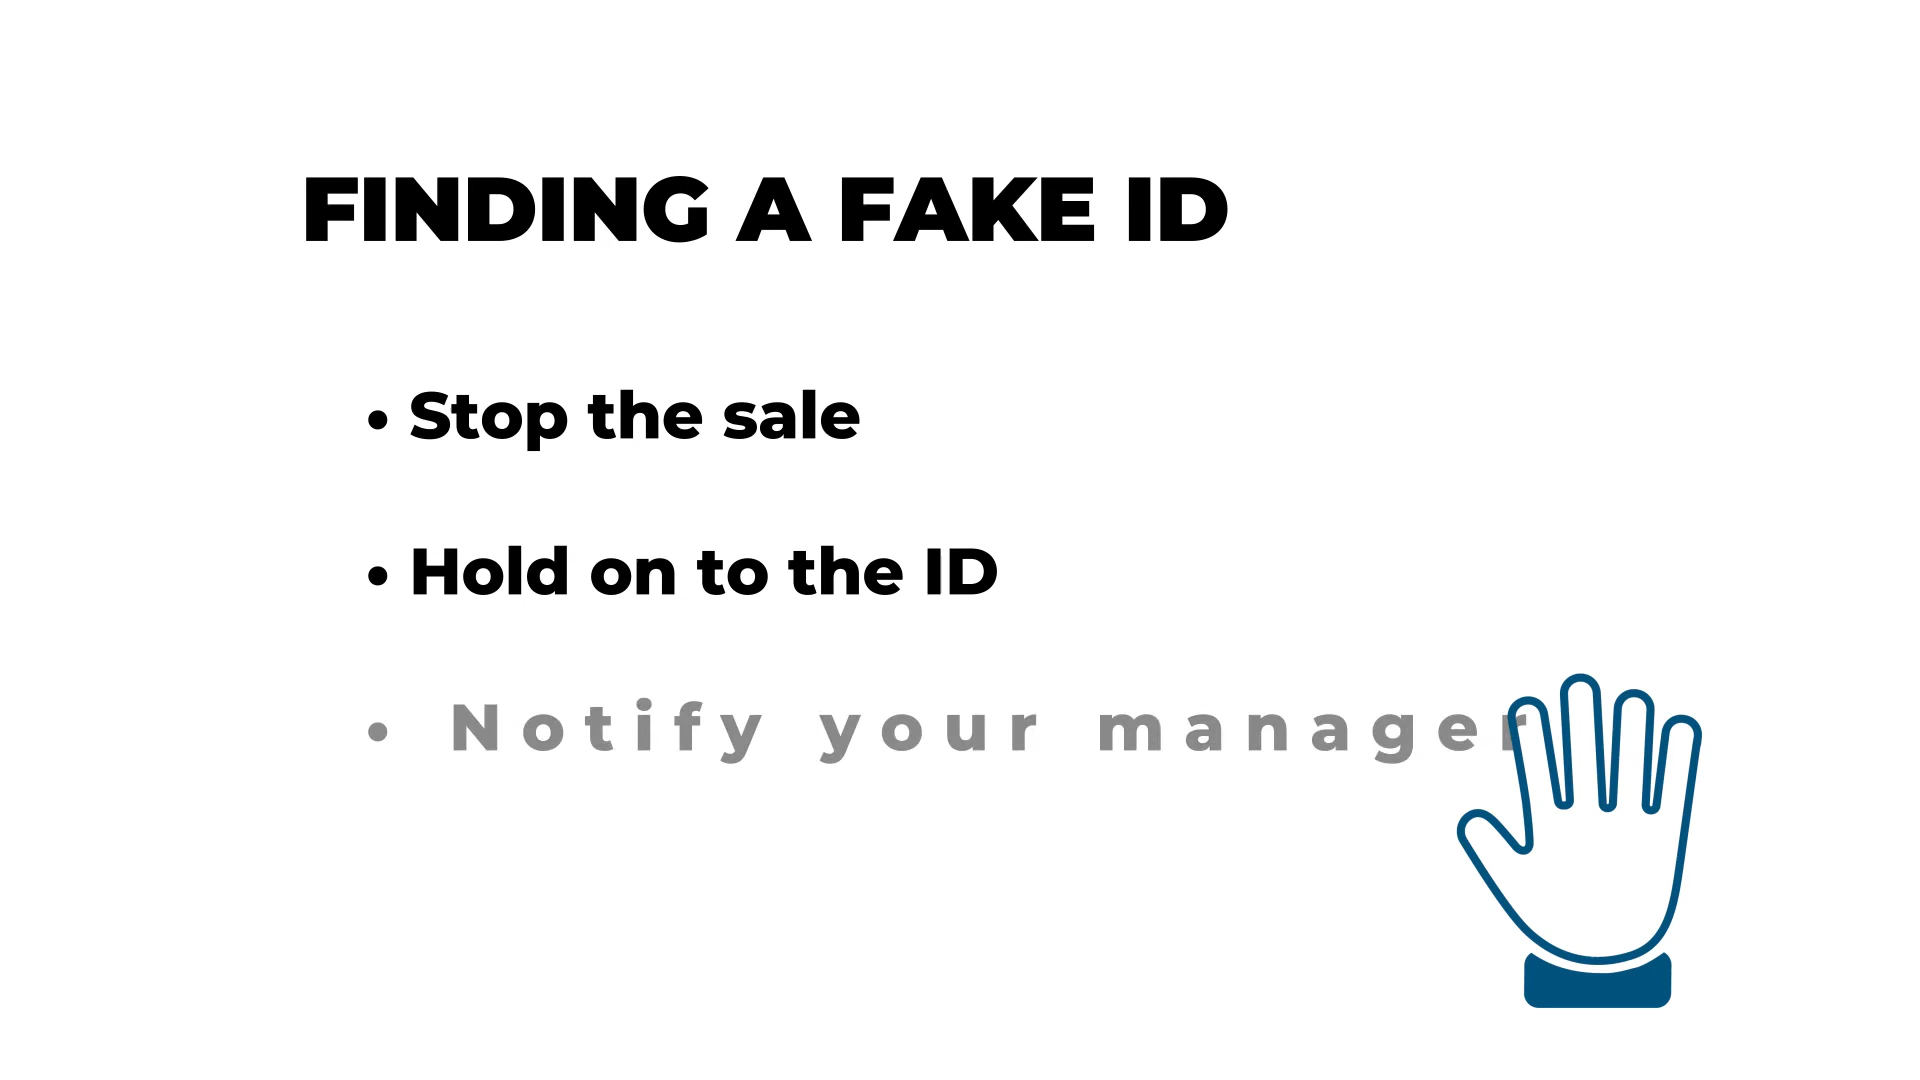 FINDING A FAKE ID
• Stop the sale
• Hold on to the ID
• Notify your manager